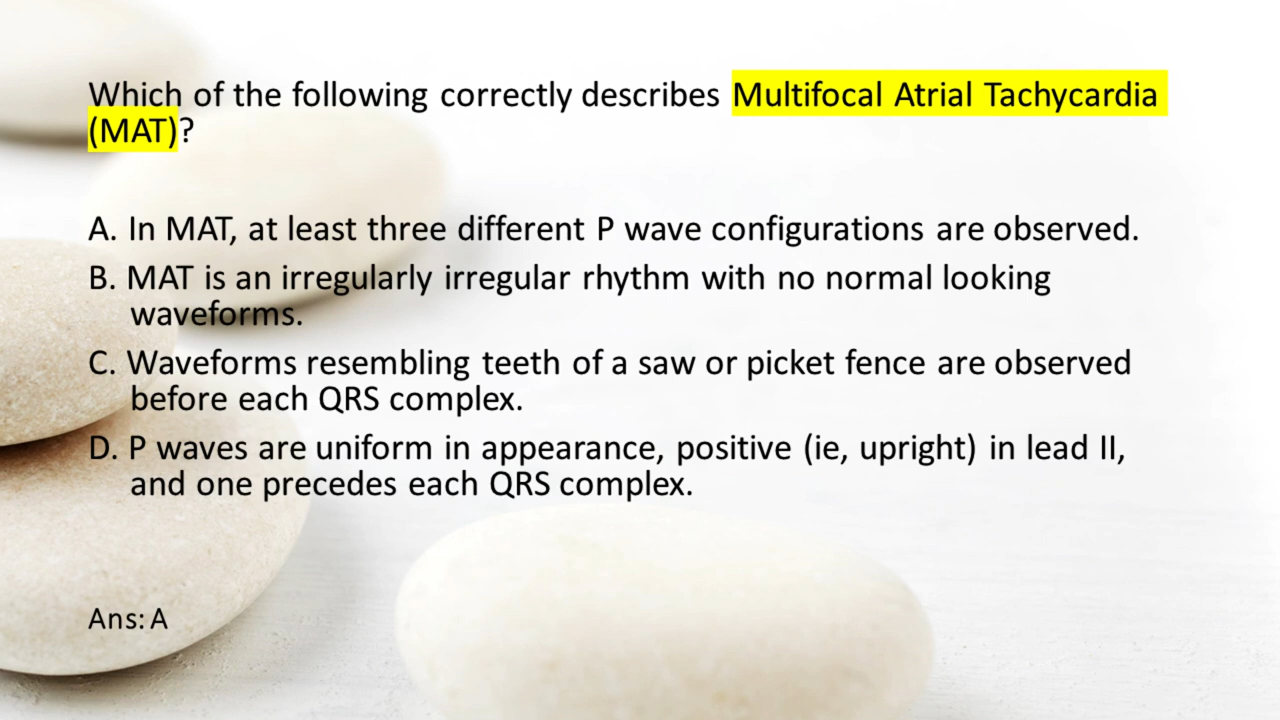 Which of the following correctly describes Multifocal Atrial Tachycardia
(MAT)?
A. In MAT, at least three different P wave configurations are observed.
B. MAT is an irregularly irregular rhythm with no normal looking
waveforms.
C. Waveforms resembling teeth of a saw or picket fence are observed
before each QRS complex.
D. P waves are uniform in appearance, positive (ie, upright) in lead II,
and one precedes each QRS complex.
Ans: A